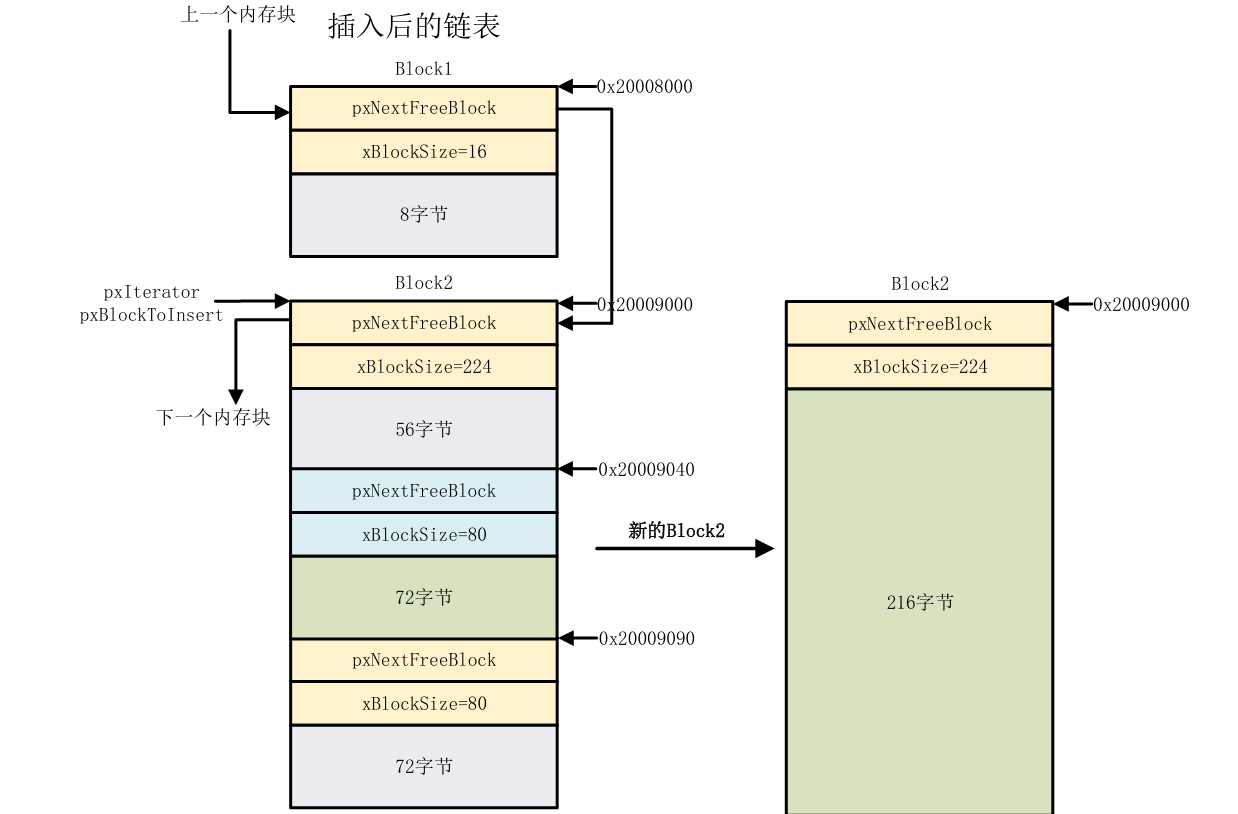 上一个内存块
插入后的链表
Block1
0x20008000
pxNextFreeBlock
xBlockSize=16
8字节
Block2
pxIterator
pxBlockToInsert
0x20009000
pxNextFreeBlock
xBlockSize=224
下一个内存块
56字节
0x20009040
pxNextFreeBlock
xBlockSize=80
72字节
0x20009090
pxNextFreeBlock
xBlockSize=80
72字节
新的Block2
Block2
0x20009000
pxNextFreeBlock
xBlockSize=224
216字节